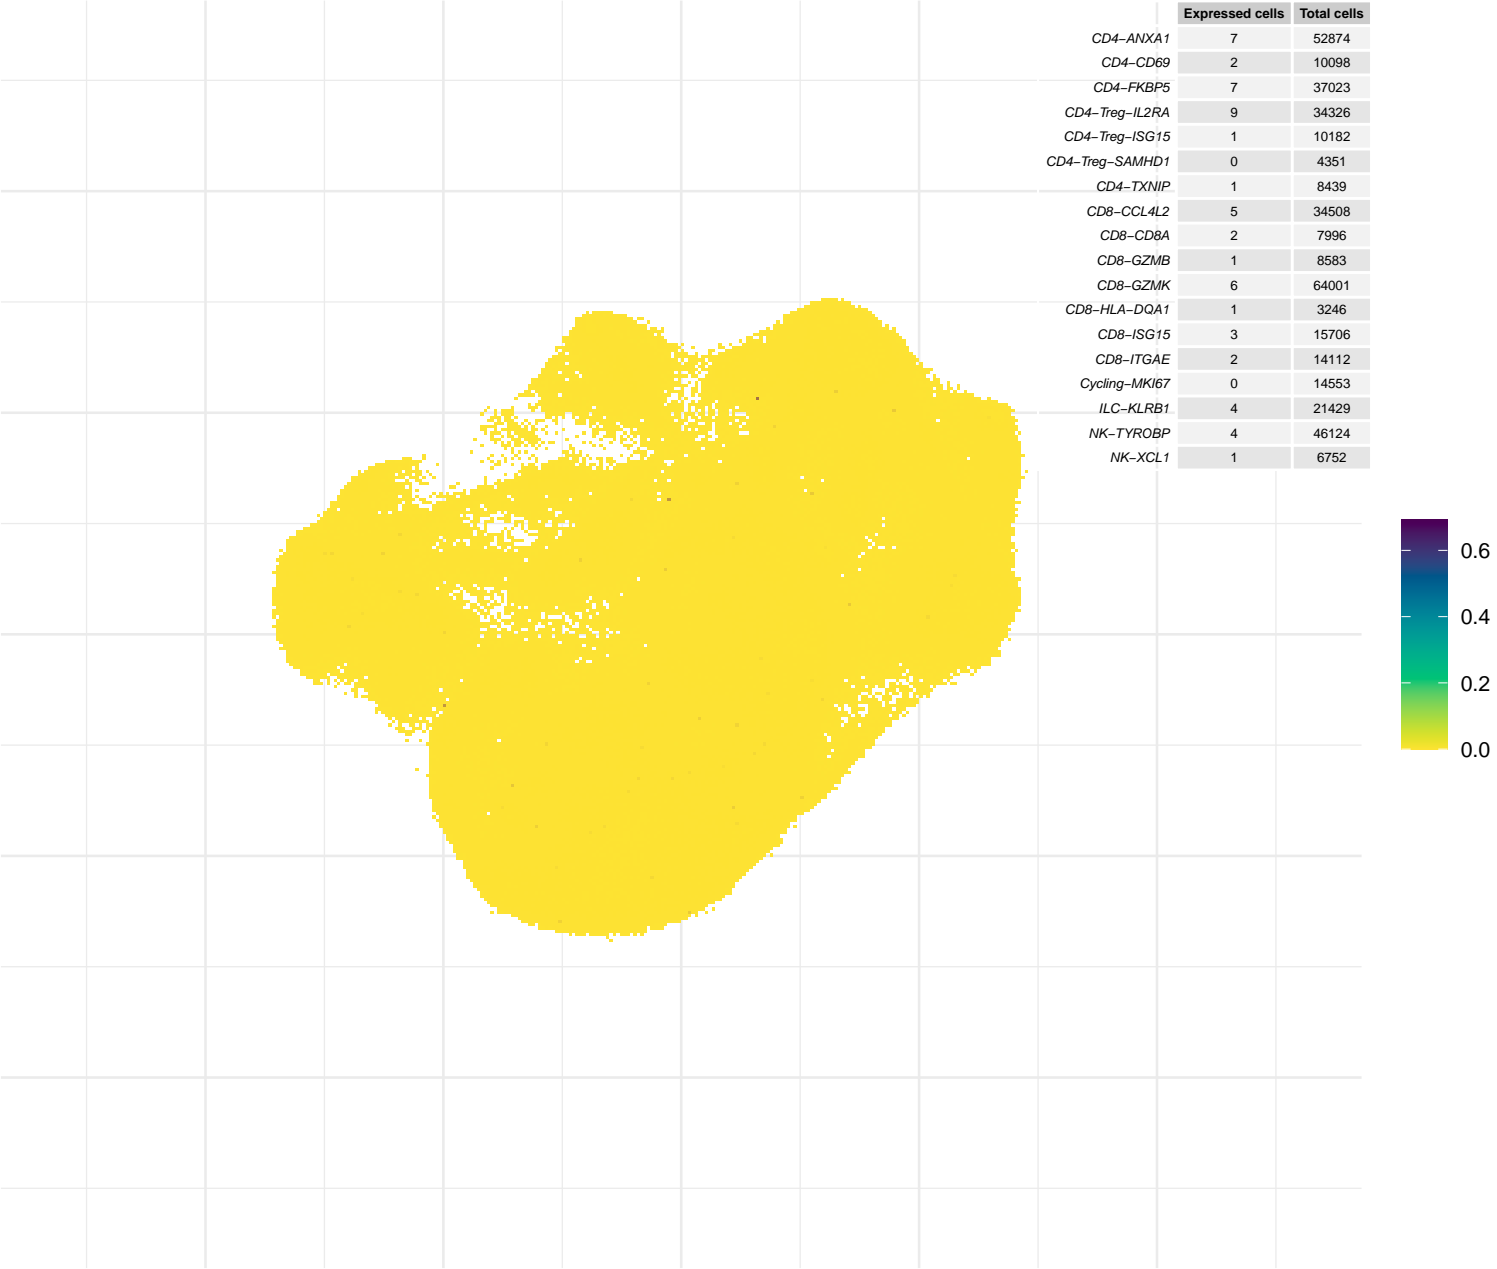 Expressed cells Total cells
CD4−ANXA1 7 52874
CD4−CD69 2 10098
CD4−FKBP5 7 37023
CD4−Treg−IL2RA 9 34326
CD4−Treg−ISG15 1 10182
CD4−Treg−SAMHD1 0 4351
CD4−TXNIP 1 8439
CD8−CCL4L2 5 34508
CD8−CD8A 2 7996
CD8−GZMB 1 8583
CD8−GZMK 6 64001
CD8−HLA−DQA1 1 3246
CD8−ISG15 3 15706
CD8−ITGAE 2 14112
Cycling−MKI67 0 14553
ILC−KLRB1 4 21429
NK−TYROBP 4 46124
NK−XCL1 1 6752
0.6
0.4
0.2
0.0